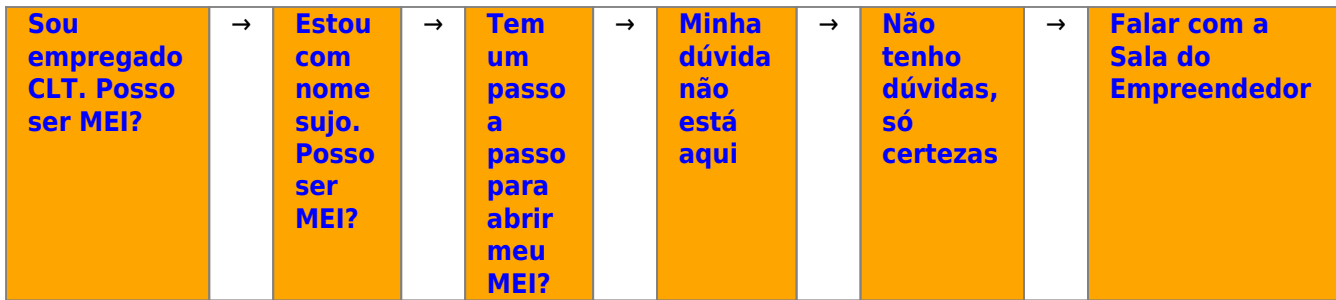 Sou
empregado
CLT. Posso
ser MEI?
→
Estou
com
nome
sujo.
Posso
ser
MEI?
→
Tem
um
passo
a
passo
para
abrir
meu
MEI?
→
Minha
dúvida
não
está
aqui
→
Não
tenho
dúvidas,
só
certezas
→
Falar com a
Sala do
Empreendedor